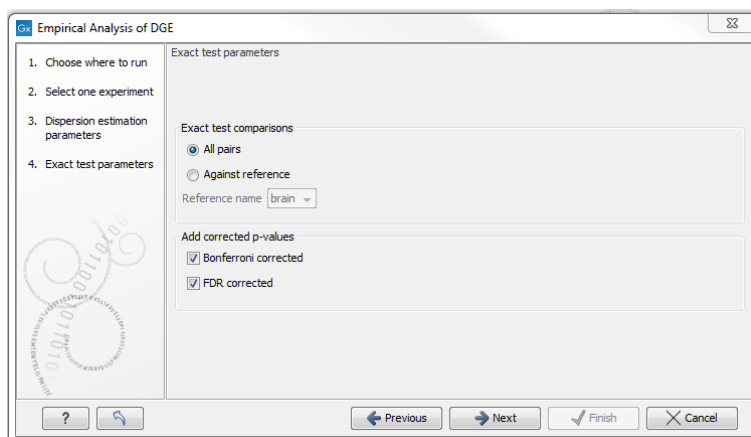 Gx Empirical Analysis of DGE
1. Choose where to run
2. Select one experiment
3. Dispersion estimation
parameters
4. Exact test parameters
Exact test parameters
Exact test comparisons
All pairs
Against reference
Reference name brain
Add corrected p-values
Bonferroni corrected
FDR corrected
? Previous Next Finish Cancel